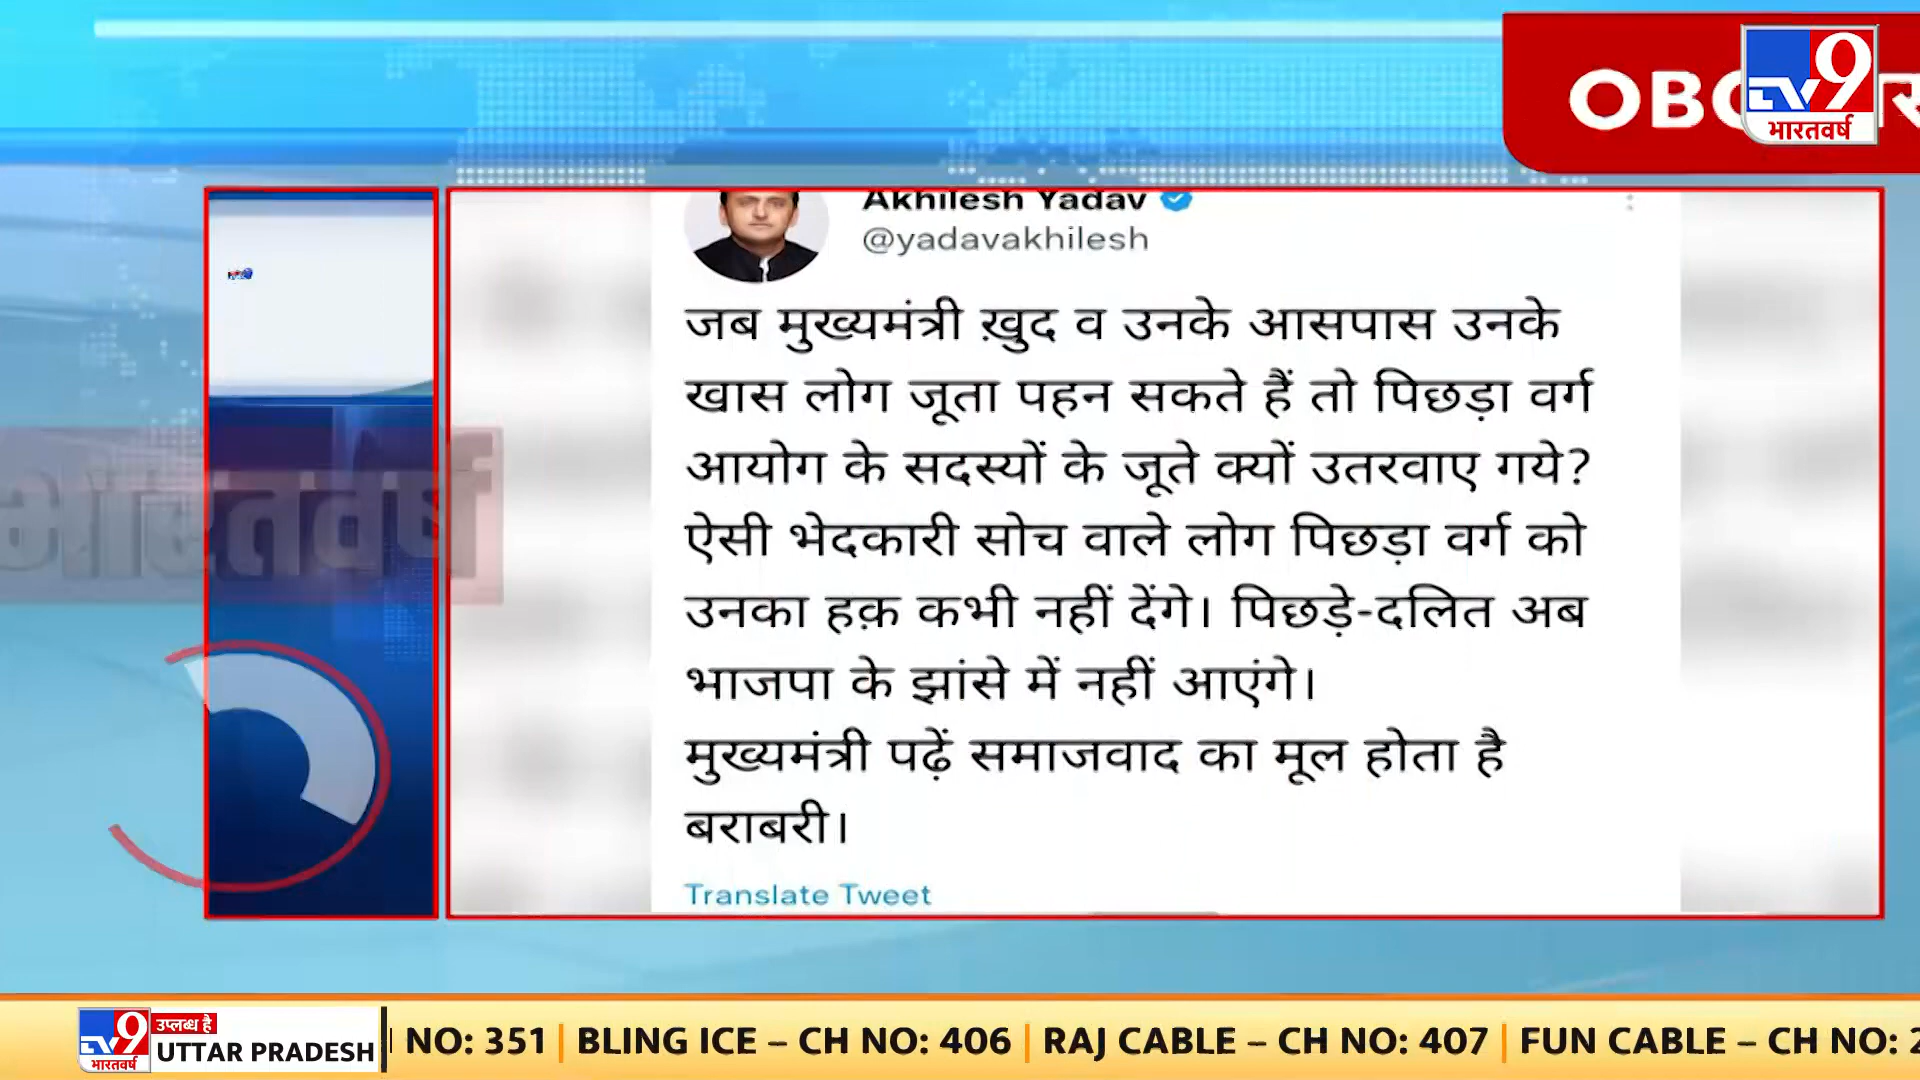 OBC
TV9
भारतवर्ष
Akhilesh Yadav
@yadavakhilesh
जब मुख्यमंत्री ख़ुद व उनके आसपास उनके
खास लोग जूता पहन सकते हैं तो पिछड़ा वर्ग
आयोग के सदस्यों के जूते क्यों उतरवाए गये?
ऐसी भेदकारी सोच वाले लोग पिछड़ा वर्ग को
उनका हक़ कभी नहीं देंगे। पिछड़े-दलित अब
भाजपा के झांसे में नहीं आएंगे।
मुख्यमंत्री पढ़ें समाजवाद का मूल होता है
बराबरी।
Translate Tweet
भारतवर्ष
TV9
भारतवर्ष
उप्लब्ध है
UTTAR PRADESH
NO: 351 | BLING ICE – CH NO: 406 | RAJ CABLE – CH NO: 407 | FUN CABLE – CH NO: